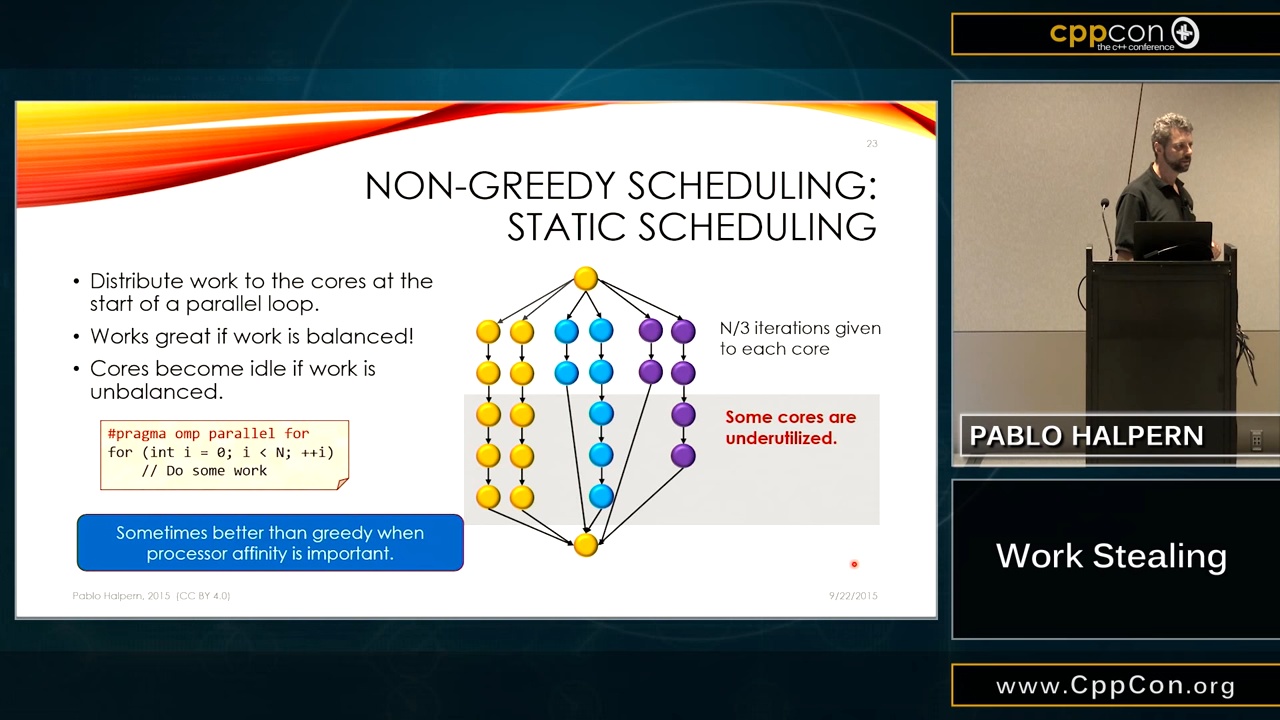 23
NON-GREEDY SCHEDULING:
STATIC SCHEDULING
• Distribute work to the cores at the
start of a parallel loop.
• Works great if work is balanced!
• Cores become idle if work is
unbalanced.
#pragma omp parallel for
for (int i = 0; i < N; ++i)
// Do some work
Sometimes better than greedy when
processor affinity is important.
N/3 iterations given
to each core
Some cores are
underutilized.
Pablo Halpern, 2015 (CC BY 4.0)
9/22/2015
cppcon
the c++ conference
PABLO HALPERN
Work Stealing
www.CppCon.org